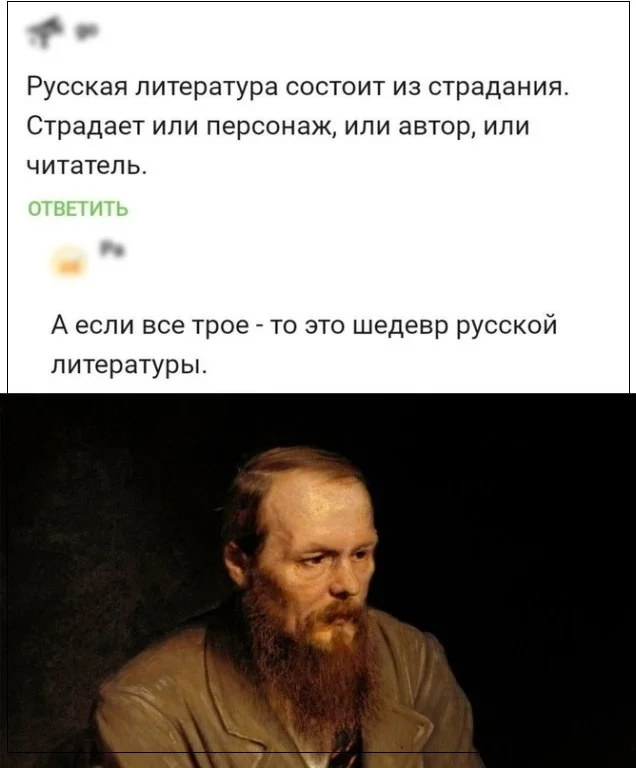 Русская литература состоит из страдания.
Страдает или персонаж, или автор, или
читатель.
ОТВЕТИТЬ
А если все трое - то это шедевр русской
литературы.